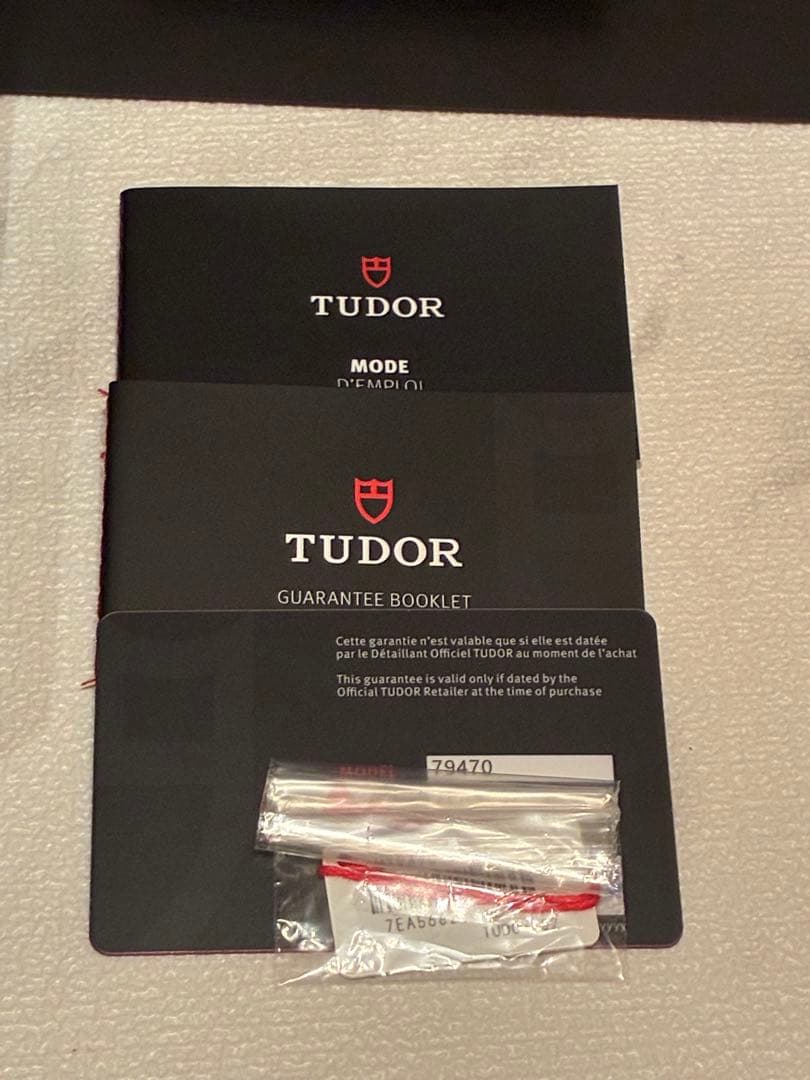 TUDOR
MODE
D'EMPLOI
TUDOR
GUARANTEE BOOKLET
Cette garantie n'est valable que si elle est datée
par le Détaillant Officiel TUDOR au moment de l'achat
This guarantee is valid only if dated by the
Official TUDOR Retailer at the time of purchase
MODEL 79470